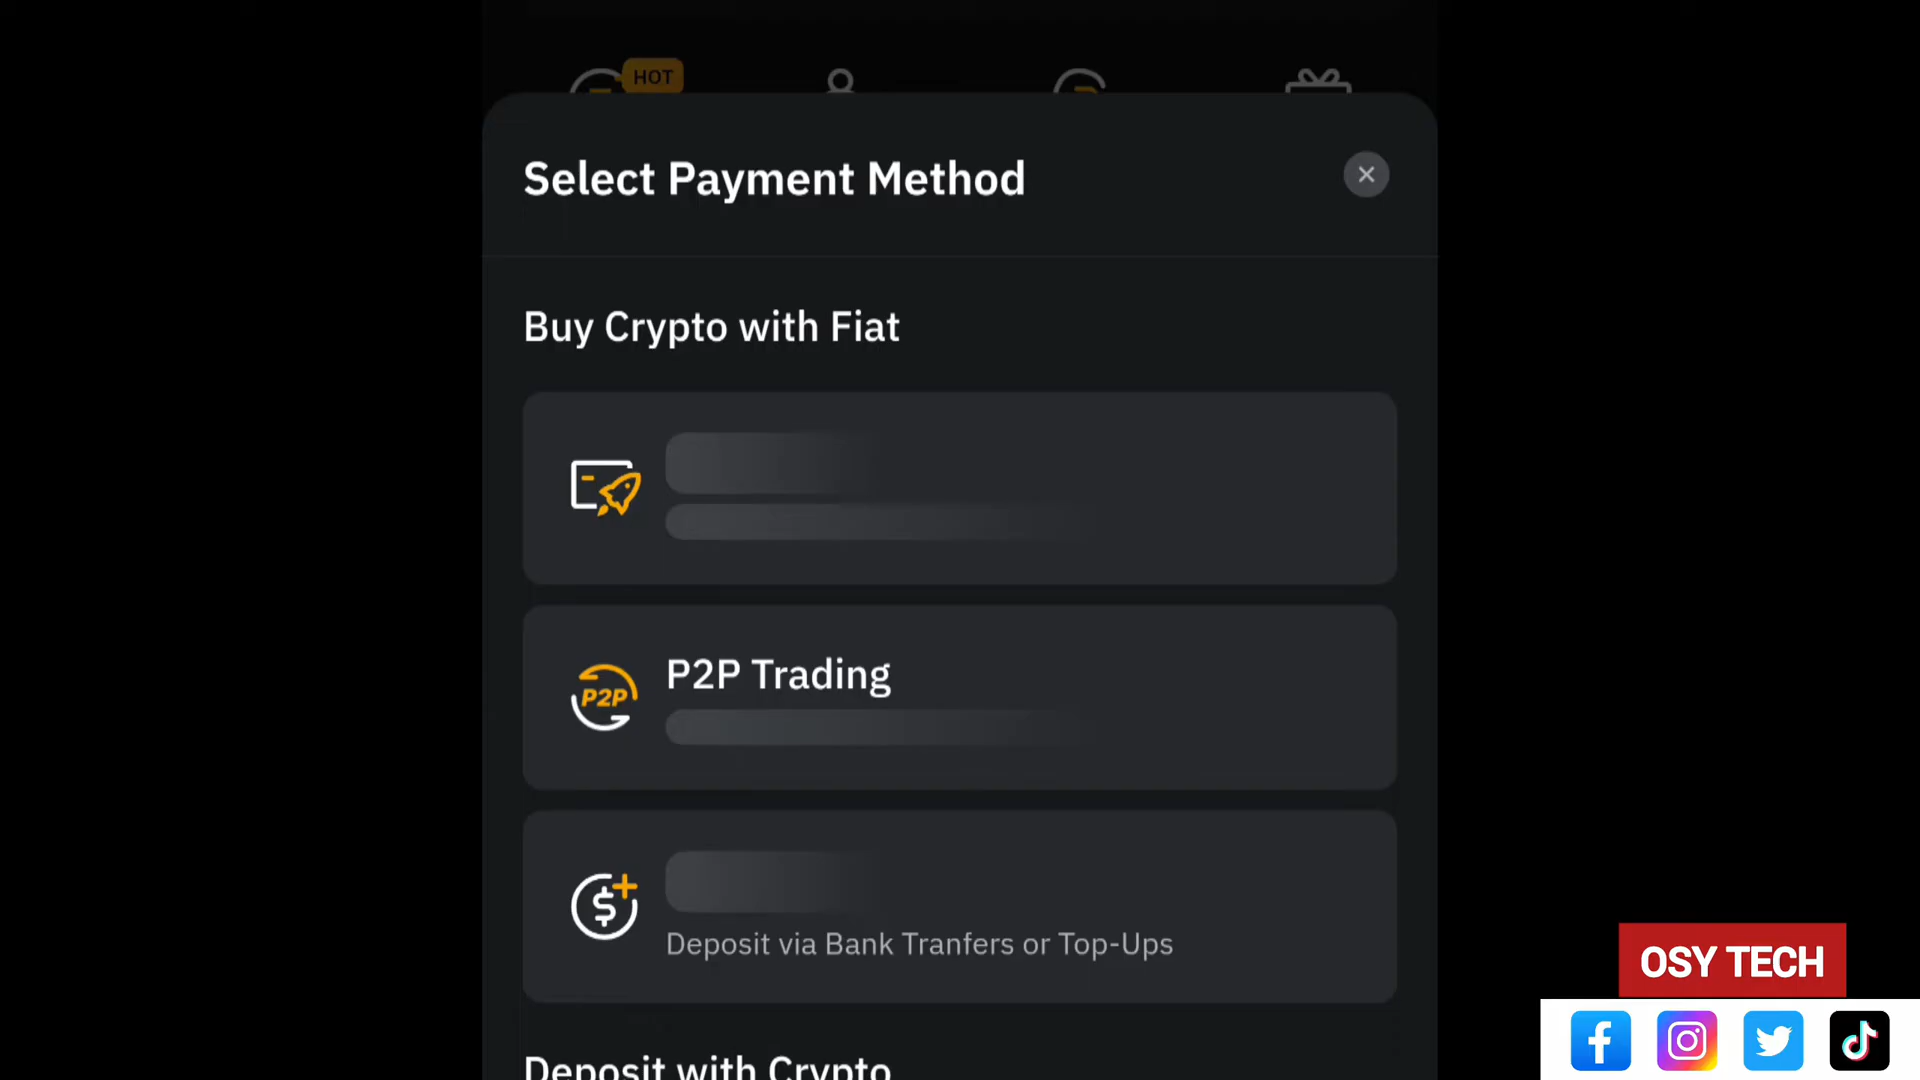 HOT
Select Payment Method
Buy Crypto with Fiat
P2P
P2P Trading
Deposit via Bank Tranfers or Top-Ups
Deposit with Crypto
OSY TECH